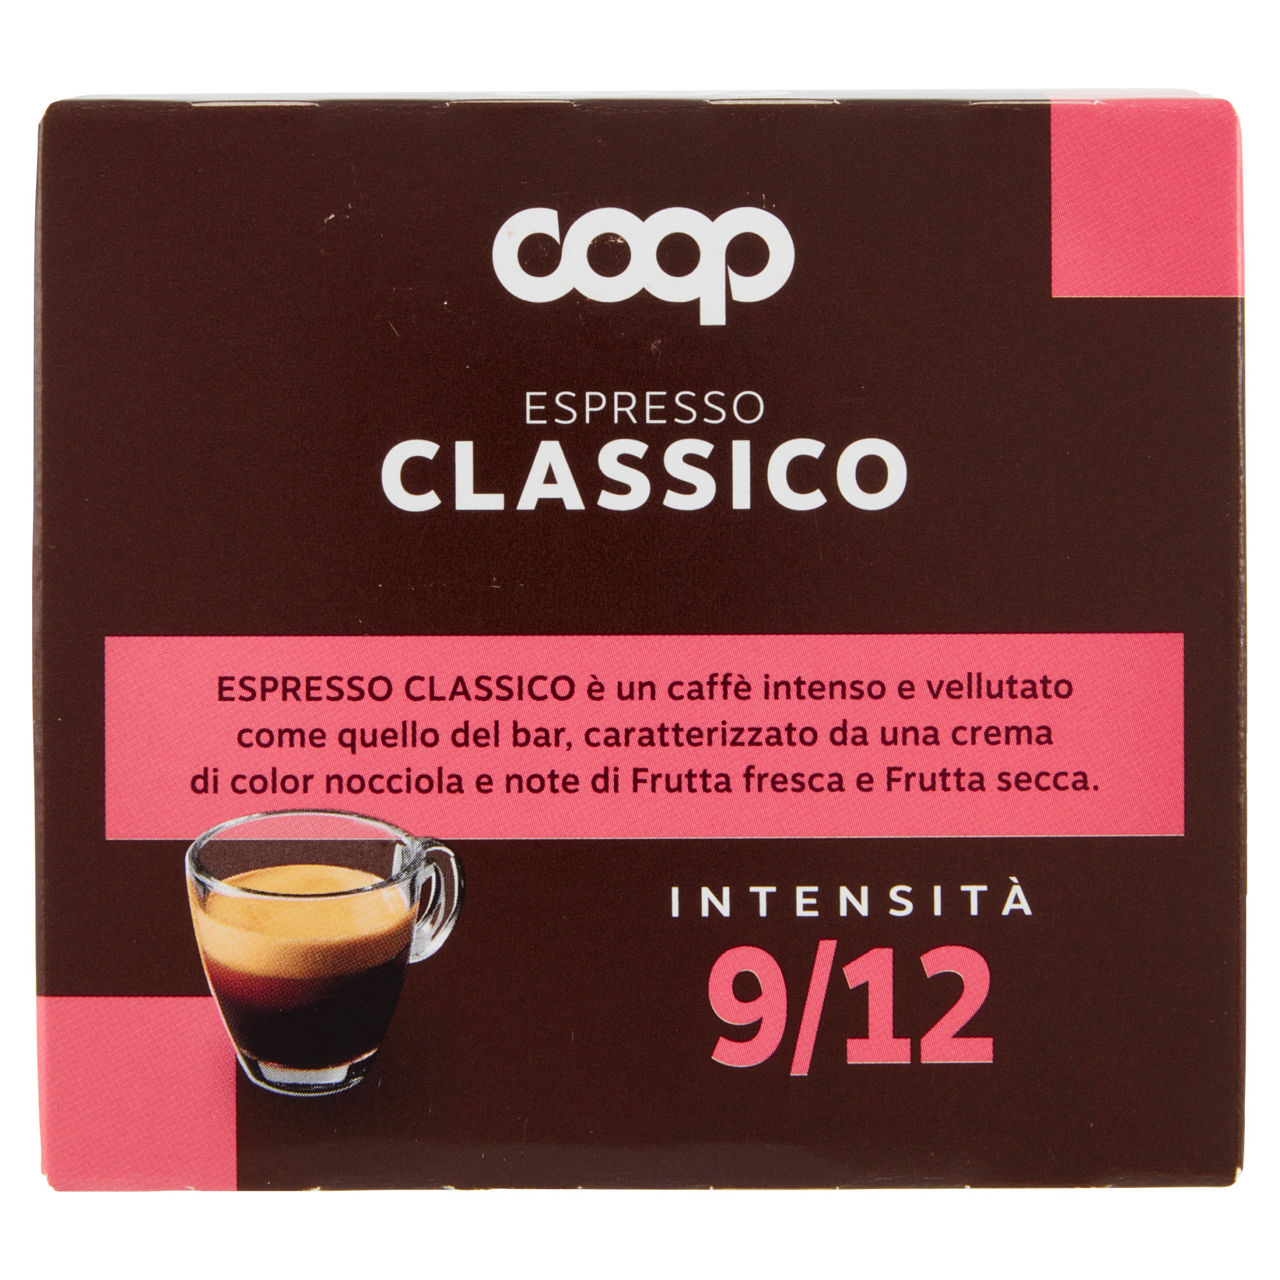 coop
ESPRESSO
CLASSICO
ESPRESSO CLASSICO è un caffè intenso e vellutato
come quello del bar, caratterizzato da una crema
di color nocciola e note di Frutta fresca e Frutta secca.
INTENSITÀ
9/12